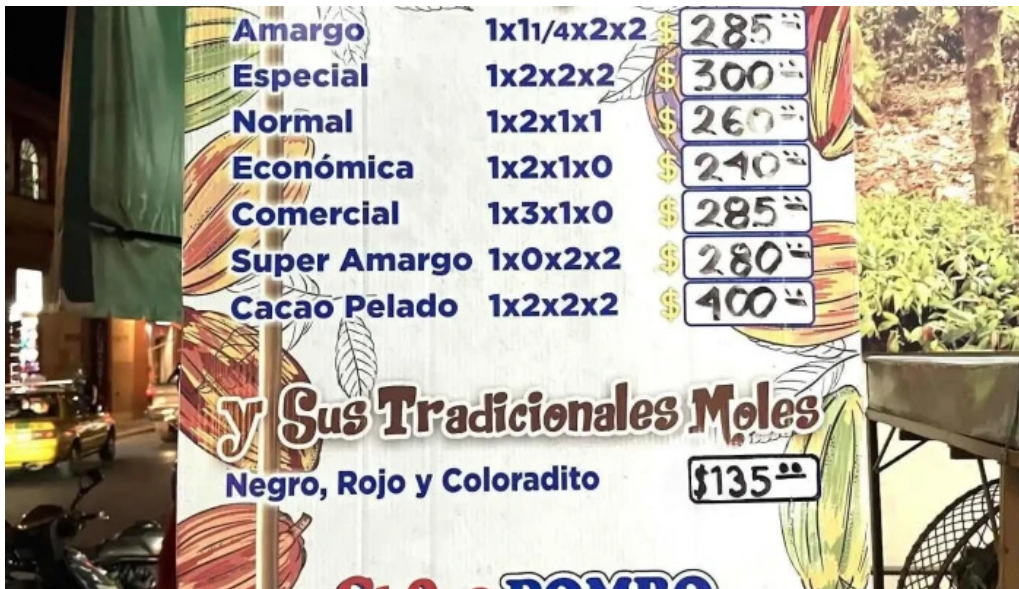 Amargo 1x11/4x2x2 $ 285.00
Especial 1x2x2x2 $ 300.00
Normal 1x2x1x1 $ 260.00
Económica 1x2x1x0 $ 240.00
Comercial 1x3x1x0 $ 285.00
Super Amargo 1x0x2x2 $ 280.00
Cacao Pelado 1x2x2x2 $ 400.00
y Sus Tradicionales Moles
Negro, Rojo y Coloradito $135.00